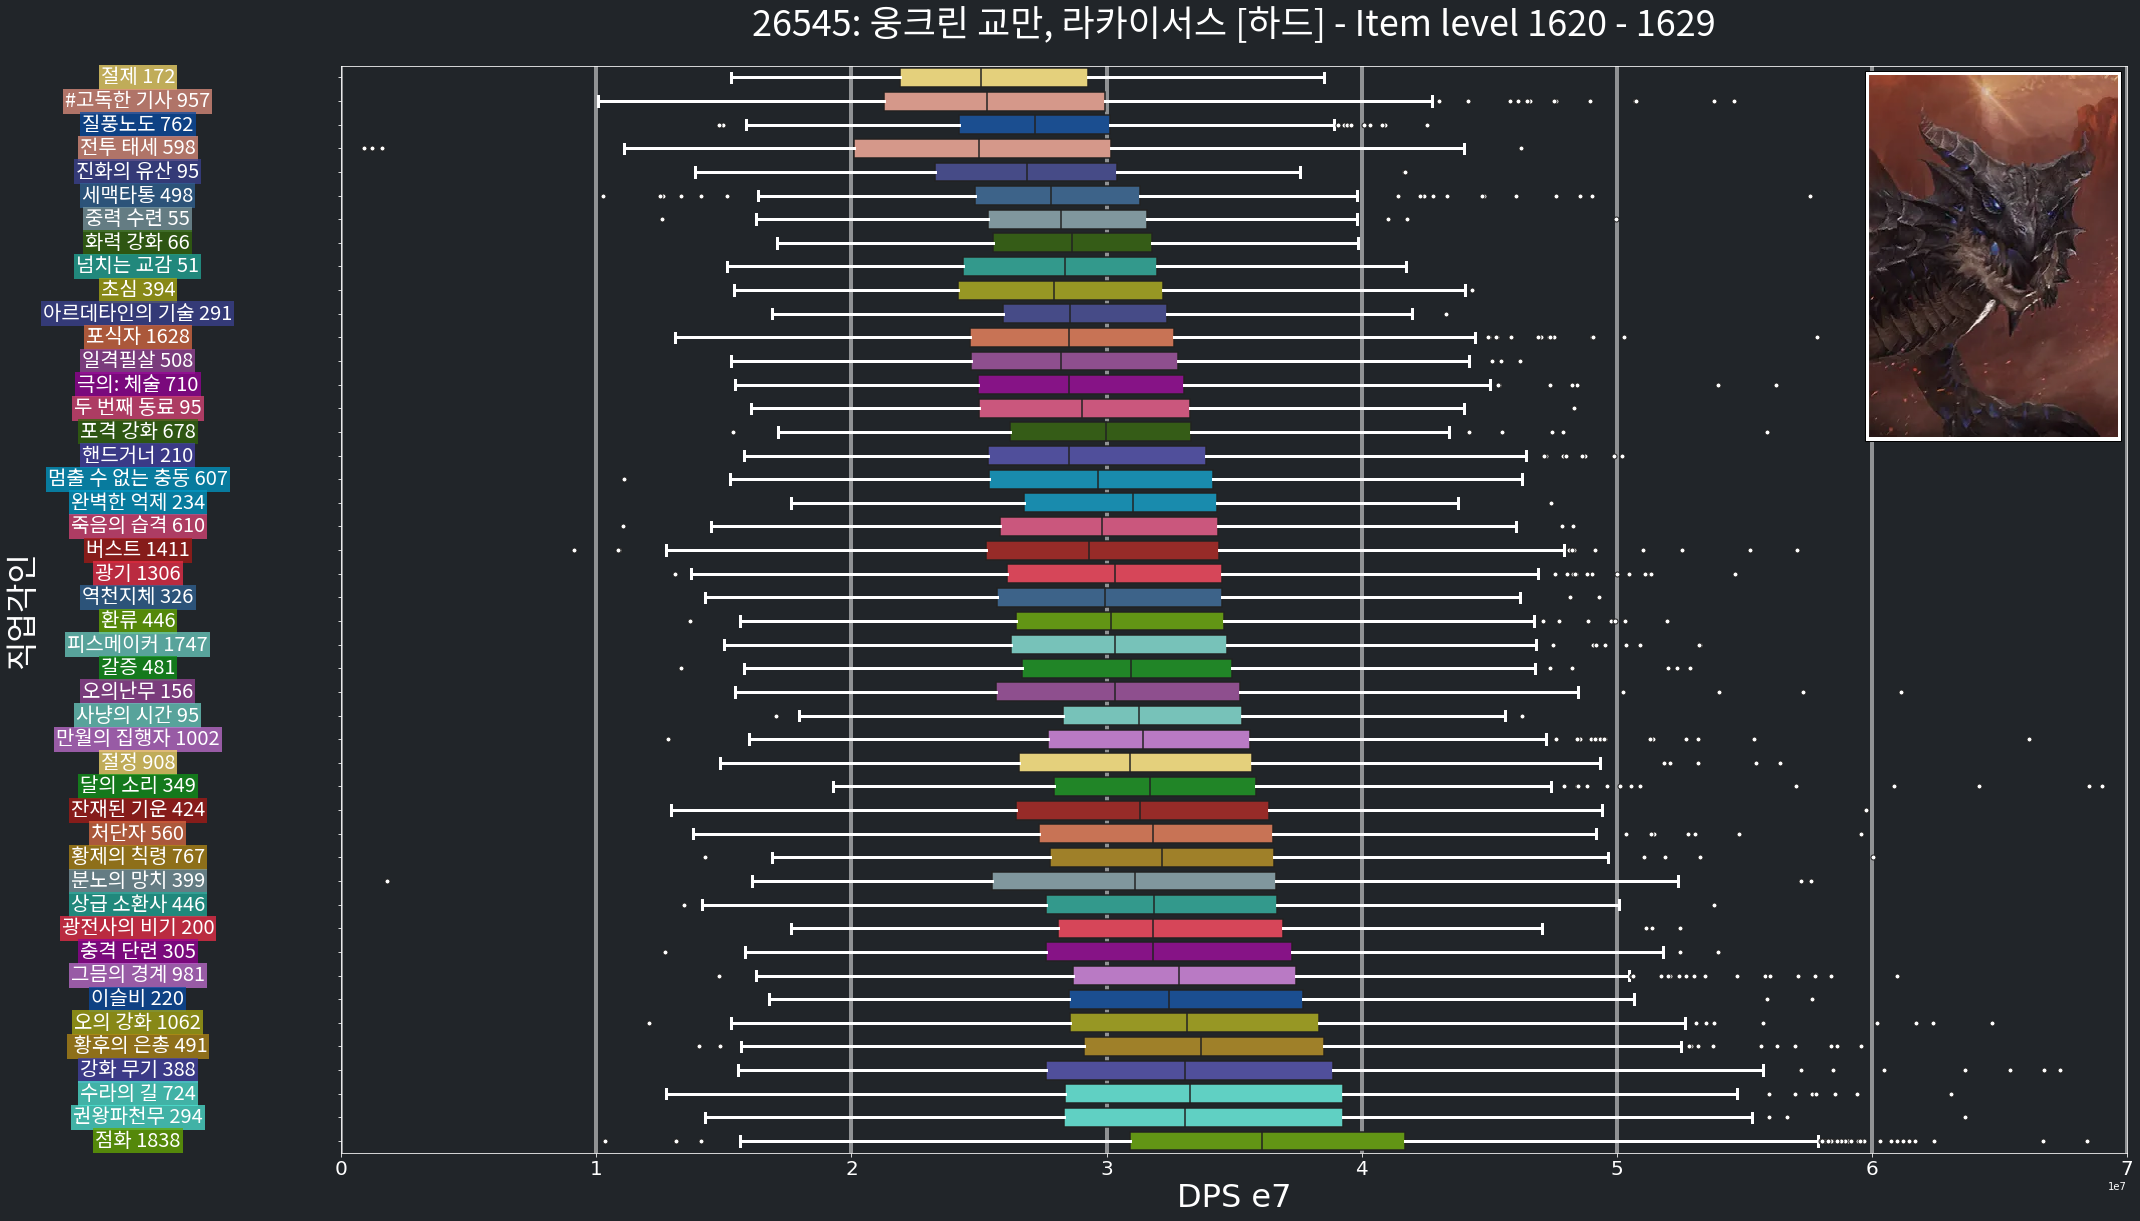 26545: 웅크린 교만, 라카이서스 [하드] - Item level 1620 - 1629
절제 172
#고독한 기사 957
질풍노도 762
전투 태세 598
진화의 유산 95
세맥타통 498
중력 수련 55
화력 강화 66
넘치는 교감 51
초심 394
아르데타인의 기술 291
포식자 1628
일격필살 508
극의: 체술 710
두 번째 동료 95
포격 강화 678
핸드거너 210
멈출 수 없는 충동 607
완벽한 억제 234
죽음의 습격 610
버스트 1411
광기 1306
역천지체 326
환류 446
피스메이커 1747
갈증 481
오의난무 156
사냥의 시간 95
만월의 집행자 1002
절정 908
달의 소리 349
잔재된 기운 424
처단자 560
황제의 칙령 767
분노의 망치 399
상급 소환사 446
광전사의 비기 200
충격 단련 305
그믐의 경계 981
이슬비 220
오의 강화 1062
황후의 은총 491
강화 무기 388
수라의 길 724
권왕파천무 294
점화 1838
직업각인
0 1 2 3 4 5 6 7
DPS e7
1e7